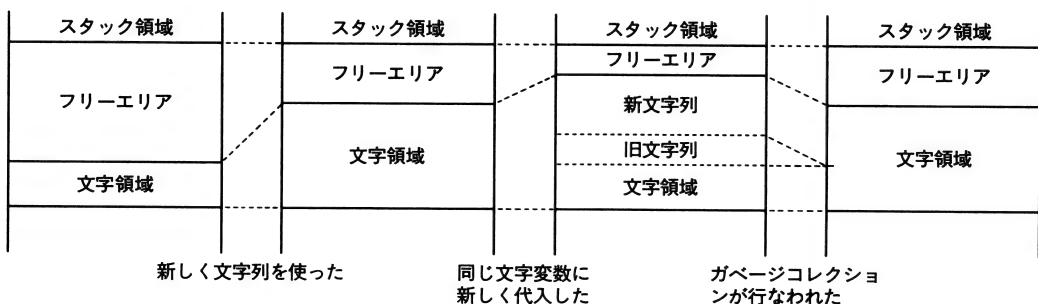 スタック領域
フリーエリア
文字領域
スタック領域
フリーエリア
文字領域
スタック領域
フリーエリア
新文字列
旧文字列
文字領域
スタック領域
フリーエリア
文字領域
新しく文字列を使った
同じ文字変数に
新しく代入した
ガベージコレクショ
ンが行なわれた